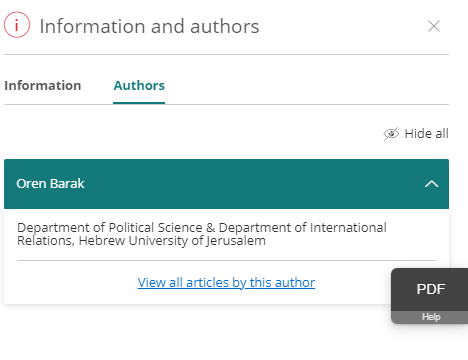 Information and authors
Information
Authors
Hide all
Oren Barak
Department of Political Science & Department of International
Relations, Hebrew University of Jerusalem
View all articles by this author
PDF
Help